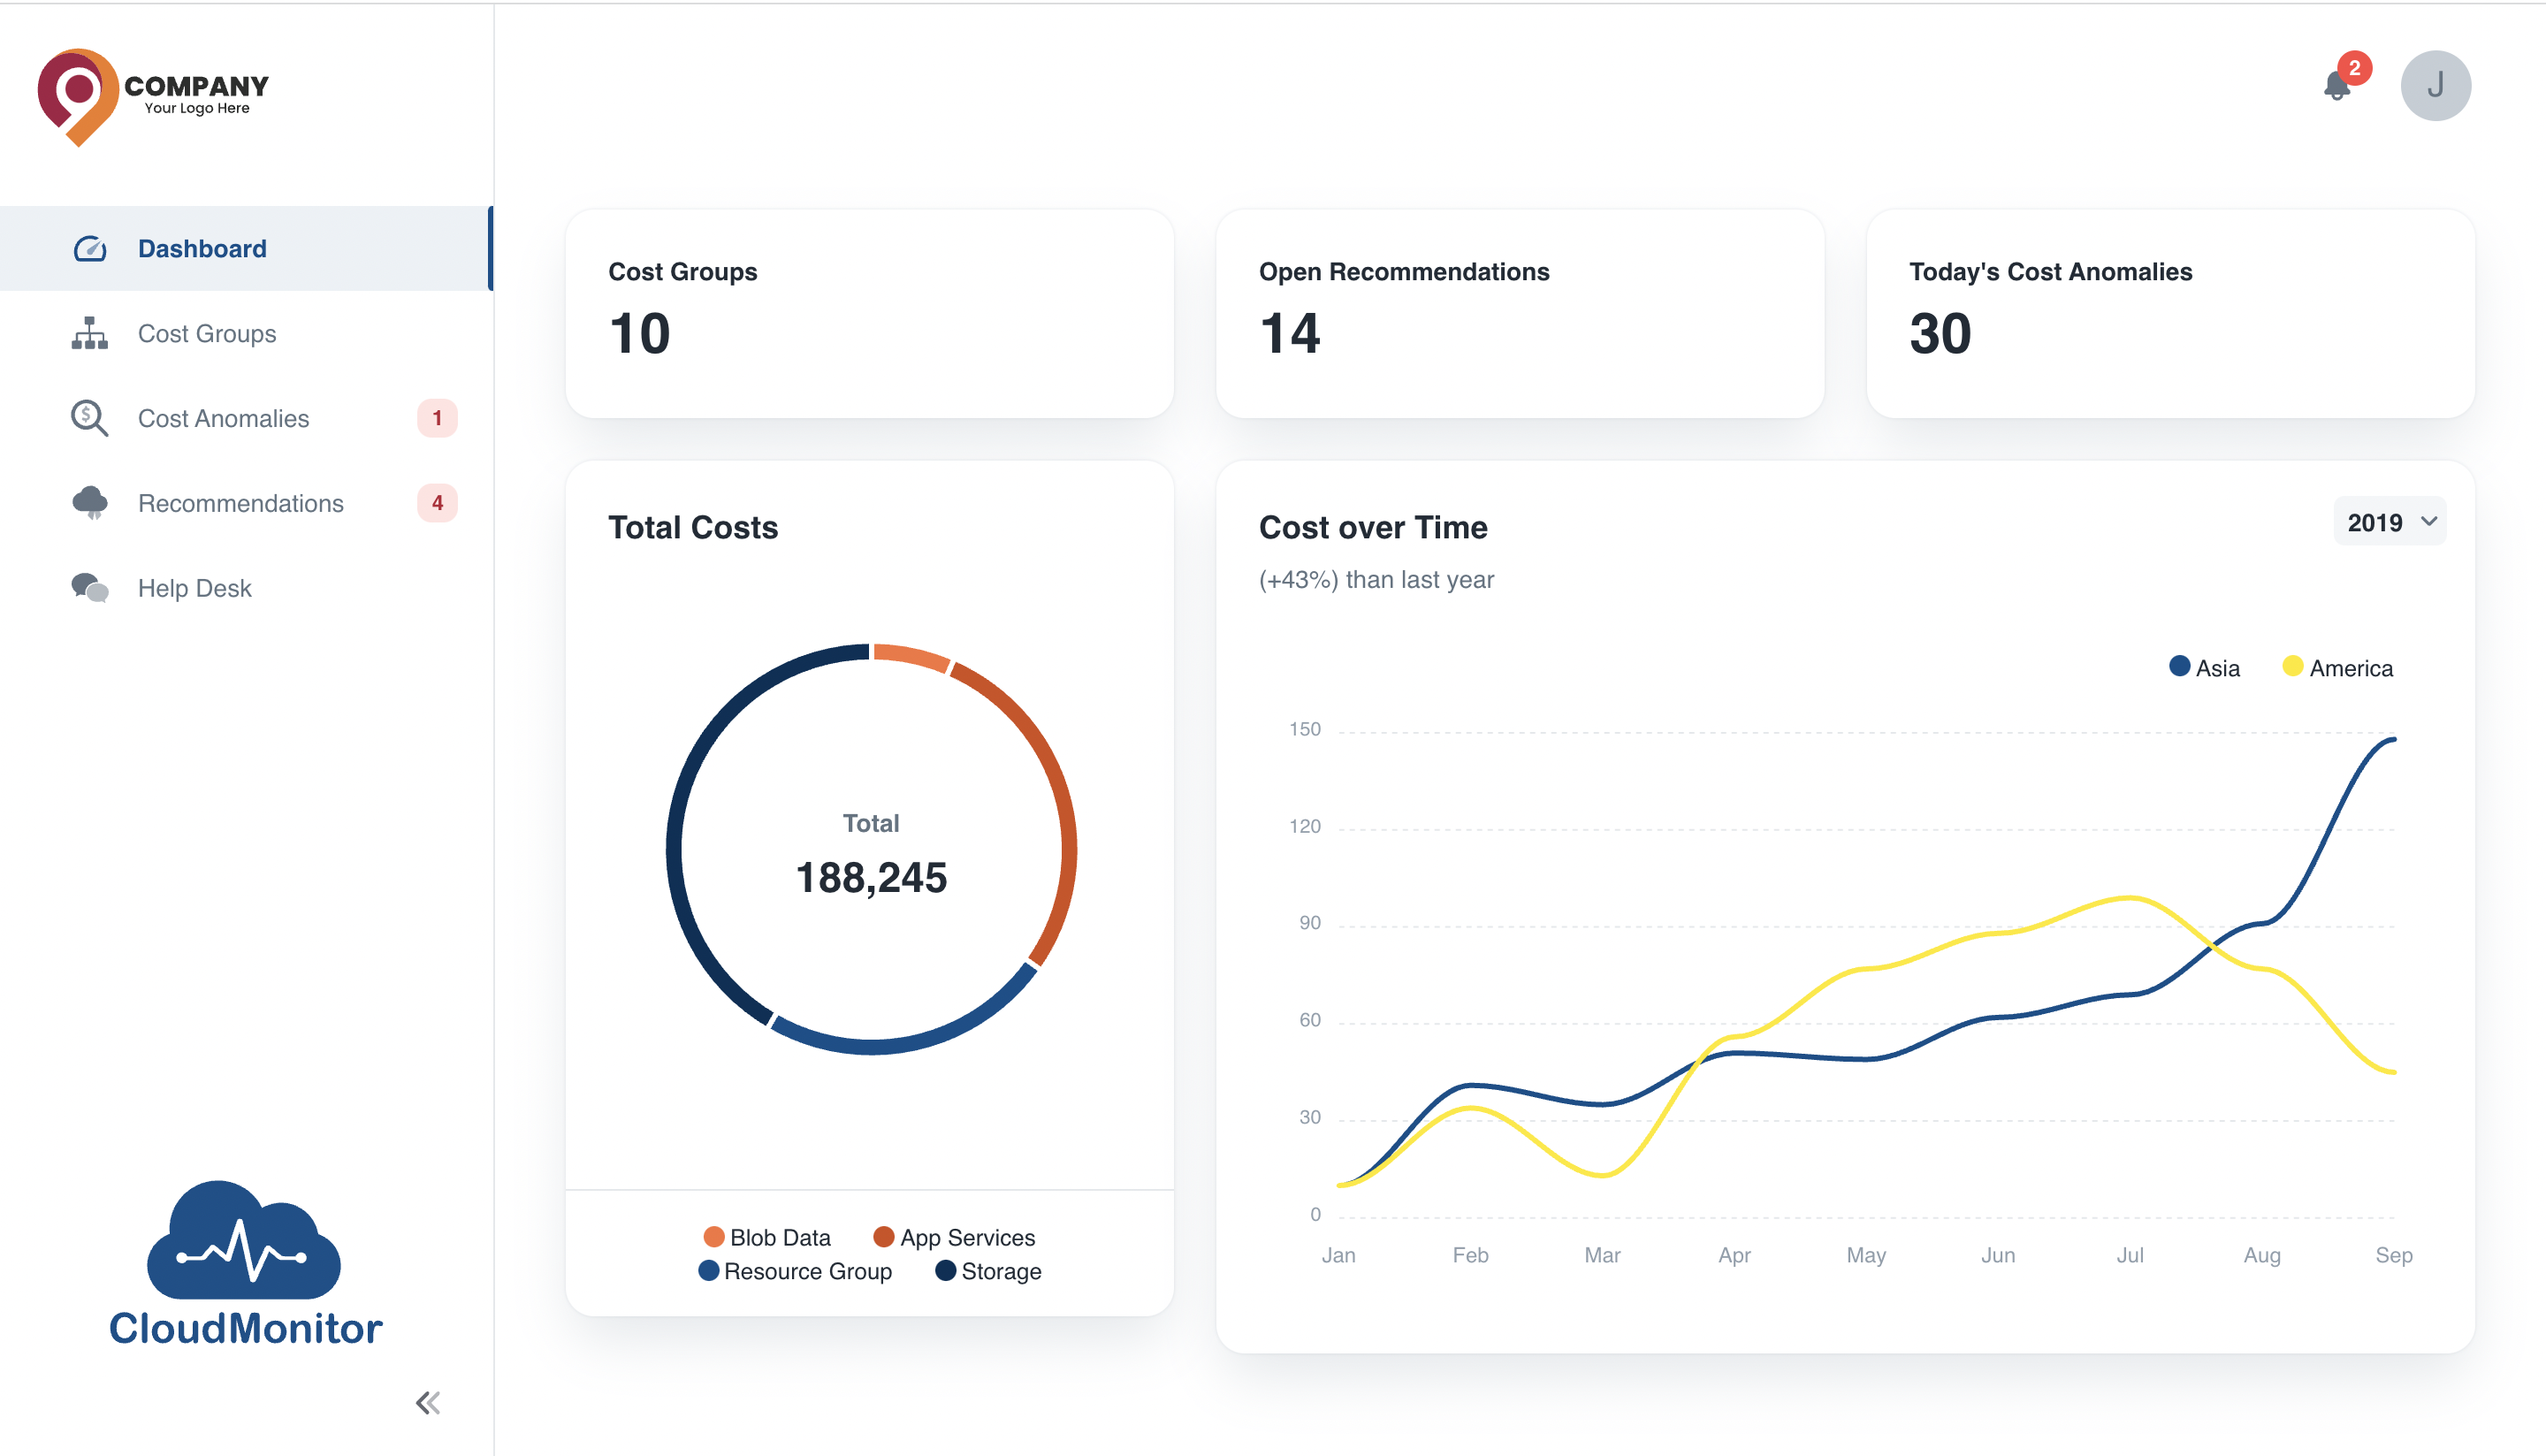 COMPANY
Your Logo Here
2
J
Dashboard
Cost Groups
Cost Anomalies 1
Recommendations 4
Help Desk
CloudMonitor
Cost Groups
10
Open Recommendations
14
Today's Cost Anomalies
30
Total Costs
Total
188,245
Blob Data App Services
Resource Group Storage
Cost over Time
2019
(+43%) than last year
Asia America
150
120
90
60
30
0
Jan Feb Mar Apr May Jun Jul Aug Sep